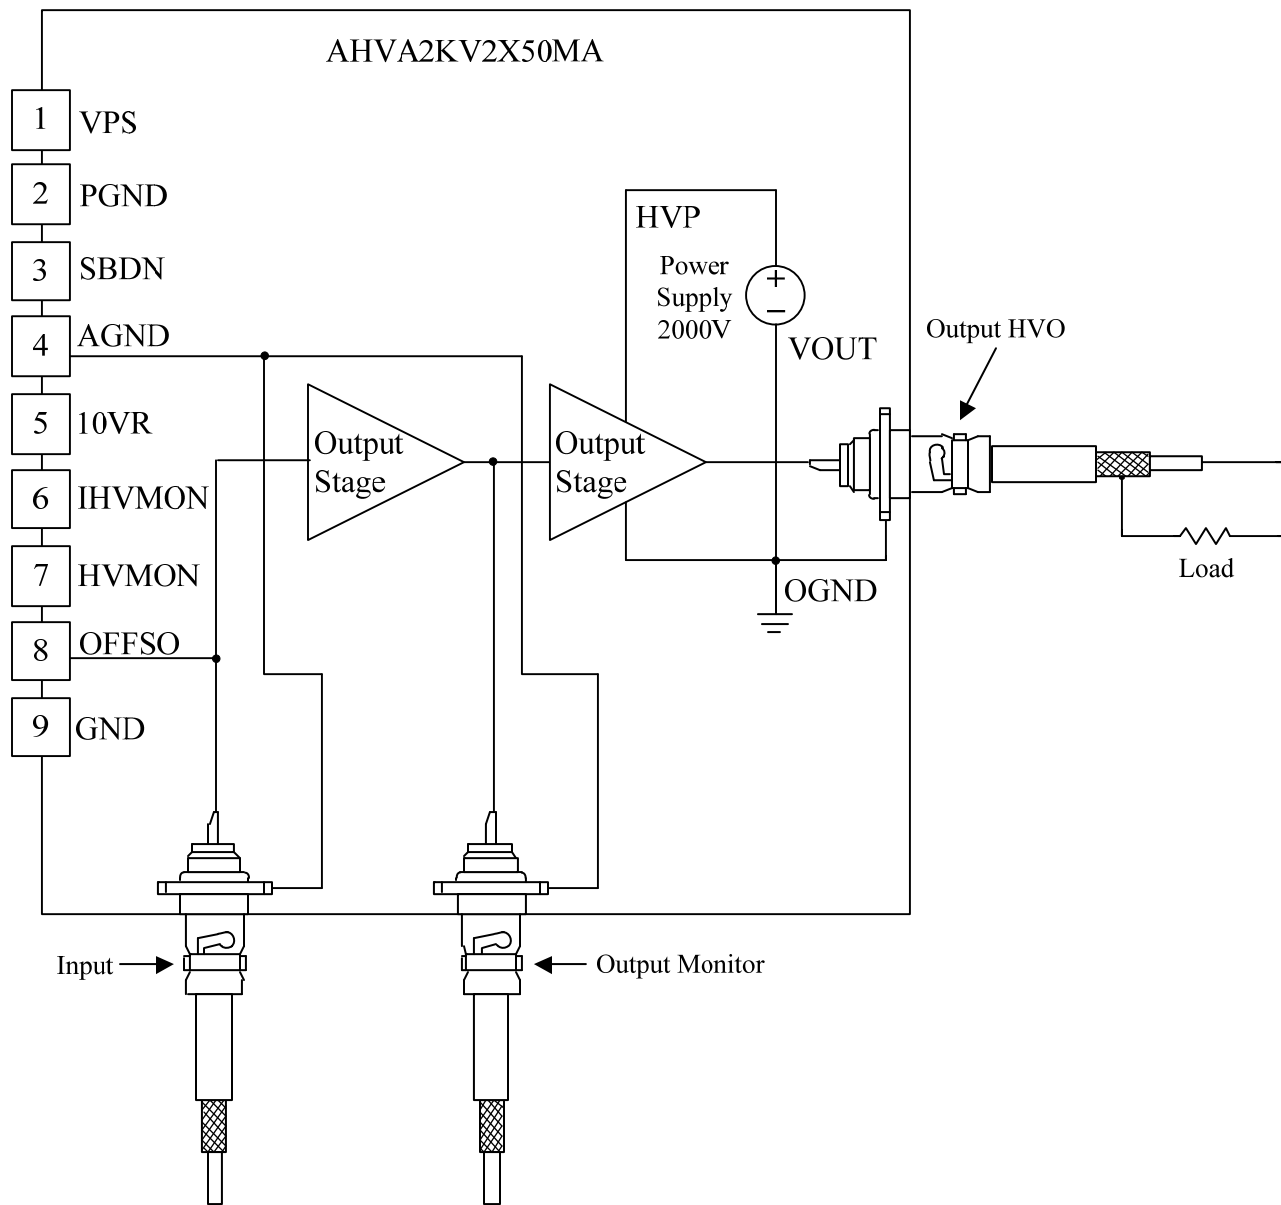 AHVA2KV2X50MA
1 VPS
2 PGND
3 SBDN
4 AGND
5 10VR
6 IHVMON
7 HVMON
8 OFFSO
9 GND
HVP
Power
Supply
2000V
+
−
VOUT
Output HVO
Output
Stage
Output
Stage
OGND
Load
Input
Output Monitor